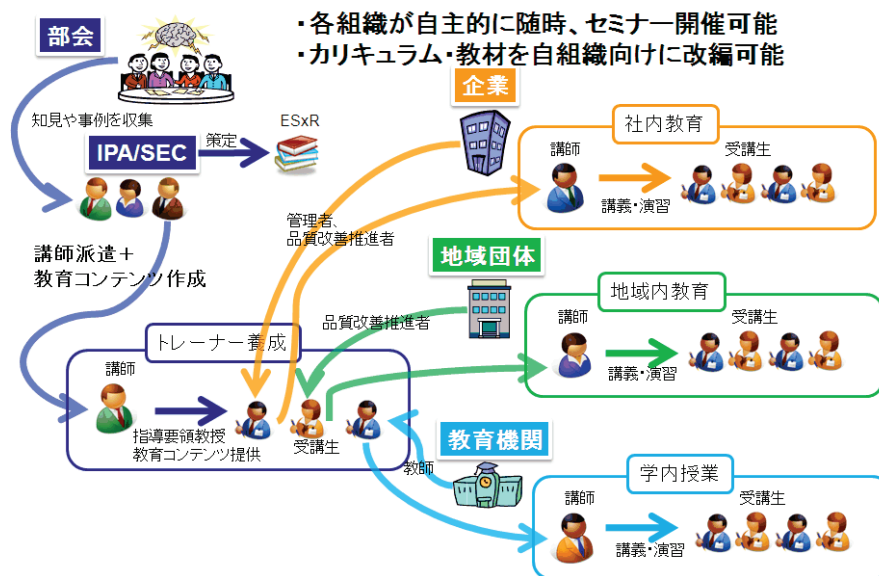 ・各組織が自主的に随時、セミナー開催可能
・カリキュラム・教材を自組織向けに改編可能
部会
知見や事例を収集
IPA/SEC
策定
ESxR
講師派遣＋
教育コンテンツ作成
トレーナー養成
講師
指導要領教授
教育コンテンツ提供
受講生
企業
管理者、
品質改善推進者
社内教育
講師
受講生
講義・演習
地域団体
品質改善推進者
地域内教育
講師
受講生
講義・演習
教育機関
教師
学内授業
講師
受講生
講義・演習